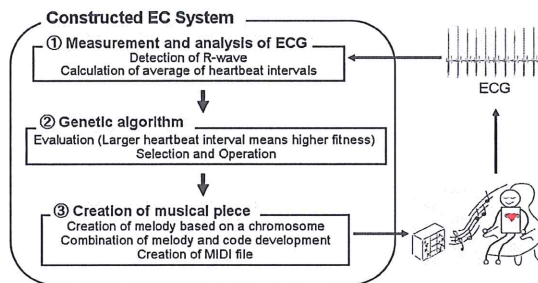 Constructed EC System
① Measurement and analysis of ECG
Detection of R-wave
Calculation of average of heartbeat intervals
② Genetic algorithm
Evaluation (Larger heartbeat interval means higher fitness)
Selection and Operation
③ Creation of musical piece
Creation of melody based on a chromosome
Combination of melody and code development
Creation of MIDI file
ECG